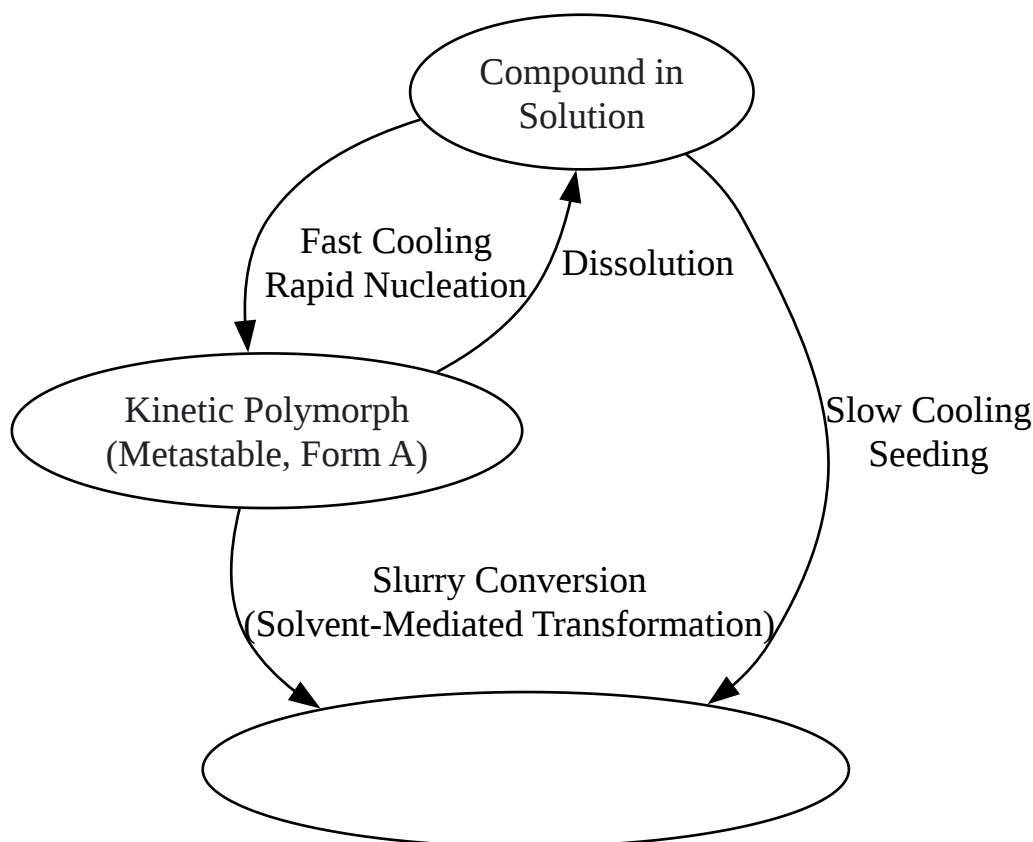 Compound in
Solution
Fast Cooling
Rapid Nucleation
Dissolution
Kinetic Polymorph
(Metastable, Form A)
Slow Cooling
Seeding
Slurry Conversion
(Solvent-Mediated Transformation)